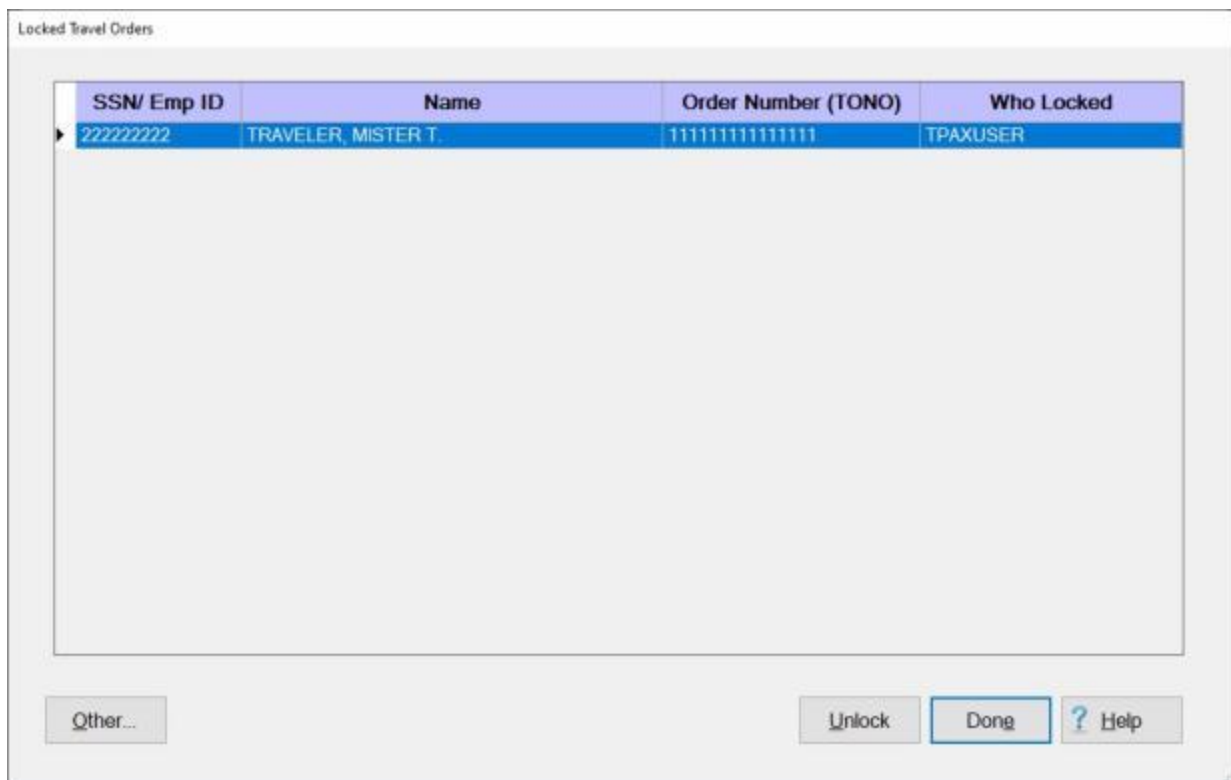 Locked Travel Orders
SSN/ Emp ID Name Order Number (TONO) Who Locked
222222222 TRAVELER, MISTER T. 111111111111111 TPAXUSER
Other... Unlock Done ? Help